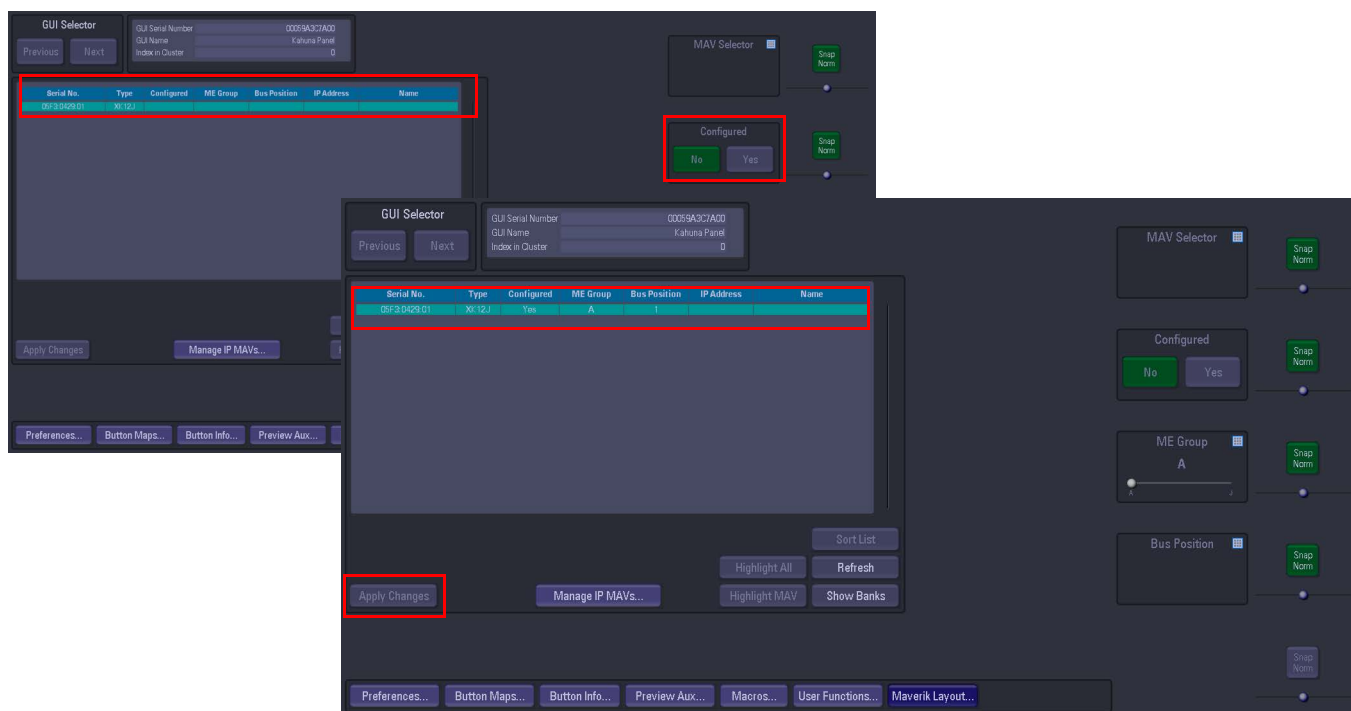 GUI Selector
Previous Next
GUI Serial Number 00059A3C7A00
GUI Name Kahuna Panel
Index in Cluster 0
MAV Selector
Snap
Norm
Serial No. Type Configured ME Group Bus Position IP Address Name
05F3:0429:01 XK12J
Configured
No Yes
Snap
Norm
Apply Changes Manage IP MAVs...
Preferences... Button Maps... Button Info... Preview Aux...
GUI Selector
Previous Next
GUI Serial Number 00059A3C7A00
GUI Name Kahuna Panel
Index in Cluster 0
MAV Selector
Snap
Norm
Serial No. Type Configured ME Group Bus Position IP Address Name
05F3:0429:01 XK12J Yes A 1
Configured
No Yes
Snap
Norm
ME Group
A
A J
Snap
Norm
Bus Position
Snap
Norm
Sort List
Highlight All Refresh
Apply Changes Manage IP MAVs... Highlight MAV Show Banks
Snap
Norm
Preferences... Button Maps... Button Info... Preview Aux... Macros... User Functions... Maverik Layout...